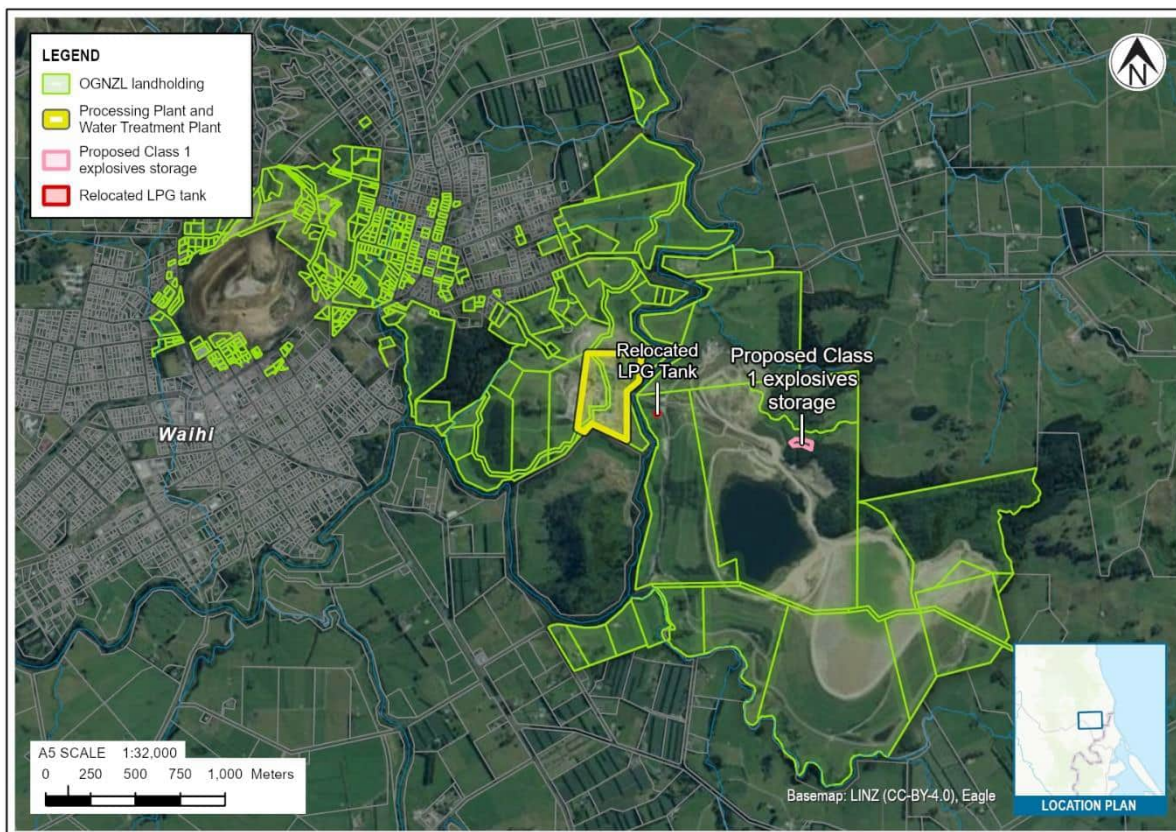 LEGEND
OGNZL landholding
Processing Plant and
Water Treatment Plant
Proposed Class 1
explosives storage
Relocated LPG tank
N
Relocated
LPG Tank
Proposed Class
1 explosives
storage
Waihi
A5 SCALE 1:32,000
0 250 500 750 1,000 Meters
Basemap: LINZ (CC-BY-4.0), Eagle
LOCATION PLAN